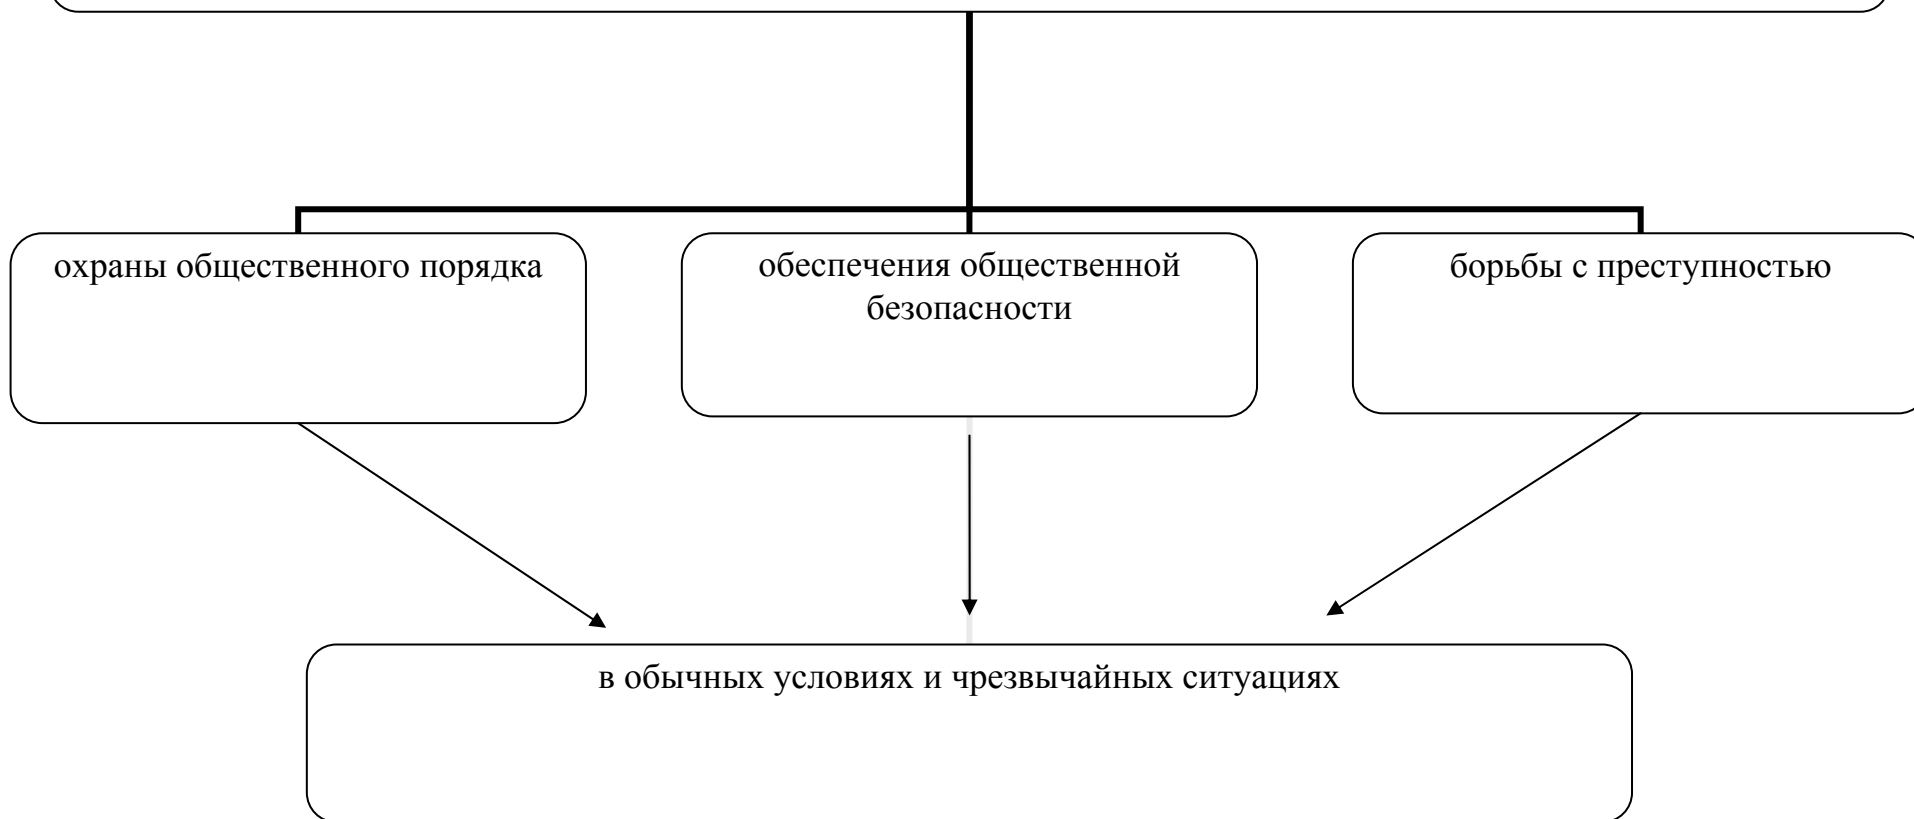 охраны общественного порядка
обеспечения общественной
безопасности
борьбы с преступностью
в обычных условиях и чрезвычайных ситуациях